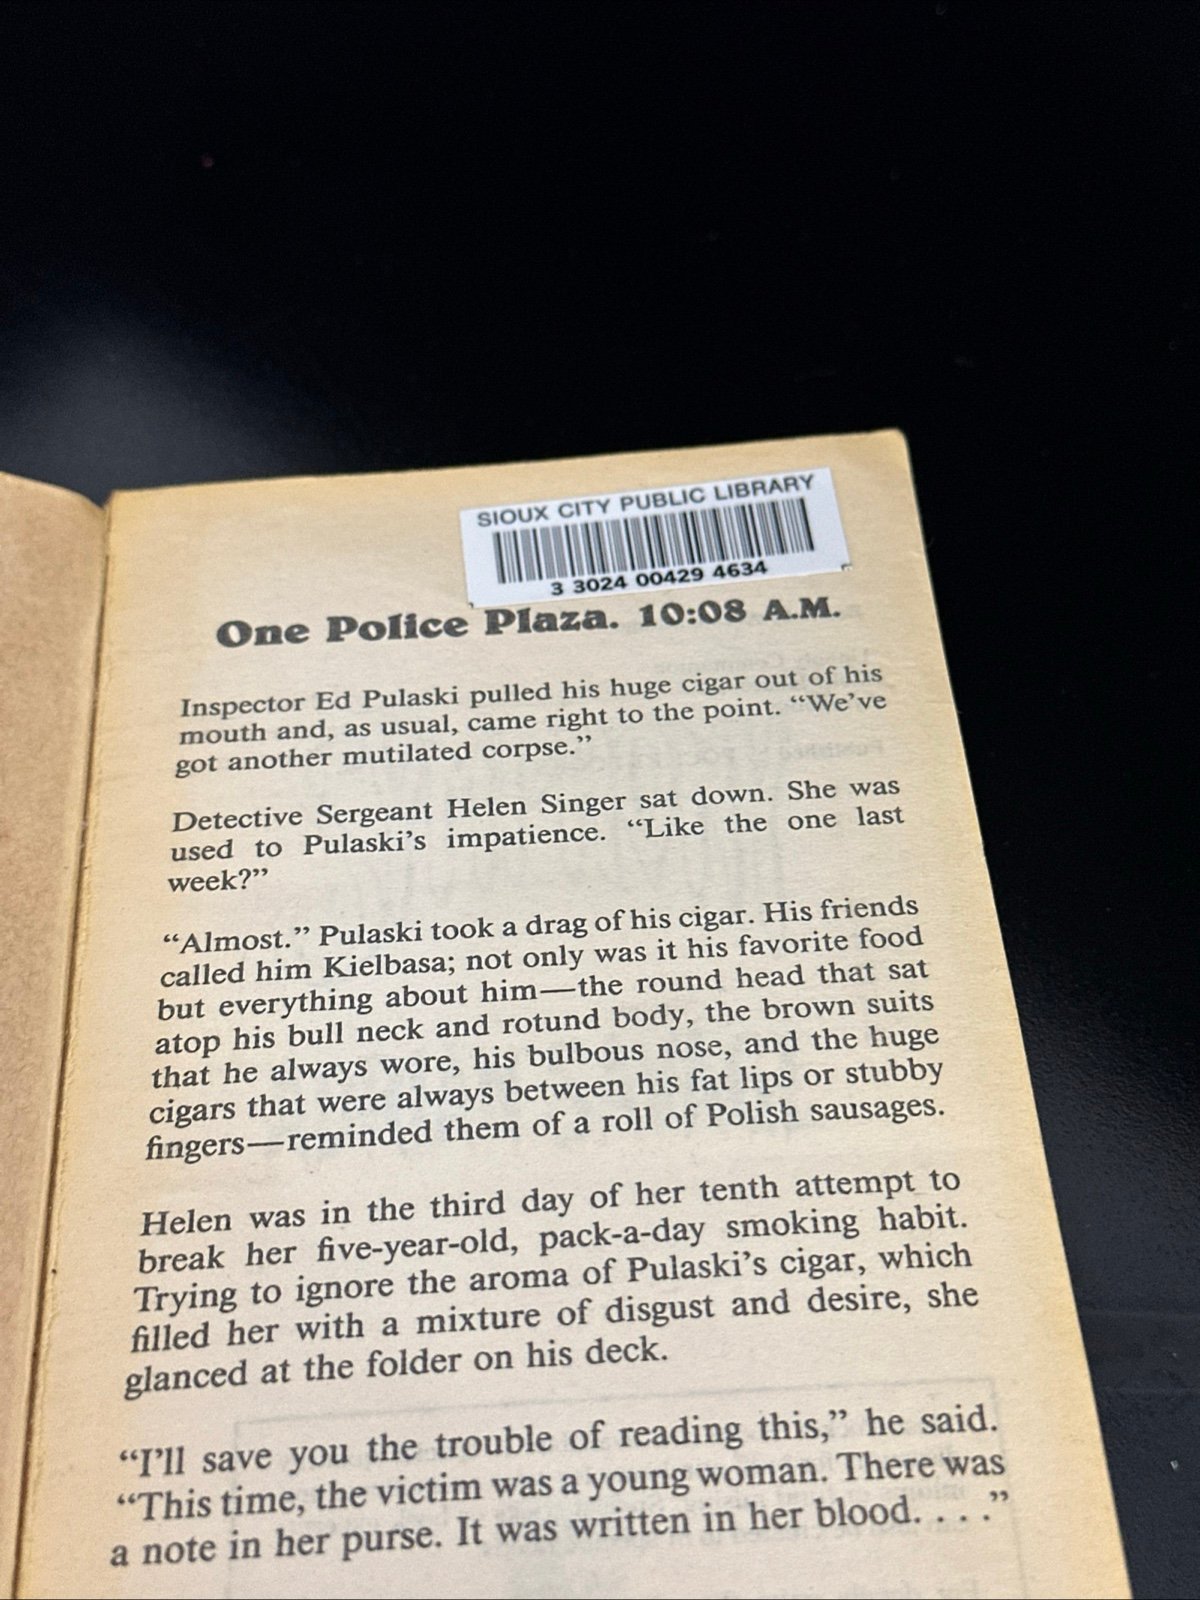 SIOUX CITY PUBLIC LIBRARY
3 3024 00429 4634
One Police Plaza. 10:08 A.M.
Inspector Ed Pulaski pulled his huge cigar out of his
mouth and, as usual, came right to the point. “We’ve
got another mutilated corpse.”
Detective Sergeant Helen Singer sat down. She was
used to Pulaski’s impatience. “Like the one last
week?”
“Almost.” Pulaski took a drag of his cigar. His friends
called him Kielbasa; not only was it his favorite food
but everything about him—the round head that sat
atop his bull neck and rotund body, the brown suits
that he always wore, his bulbous nose, and the huge
cigars that were always between his fat lips or stubby
fingers—reminded them of a roll of Polish sausages.
Helen was in the third day of her tenth attempt to
break her five-year-old, pack-a-day smoking habit.
Trying to ignore the aroma of Pulaski’s cigar, which
filled her with a mixture of disgust and desire, she
glanced at the folder on his deck.
“I’ll save you the trouble of reading this,” he said.
“This time, the victim was a young woman. There was
a note in her purse. It was written in her blood. . . .”